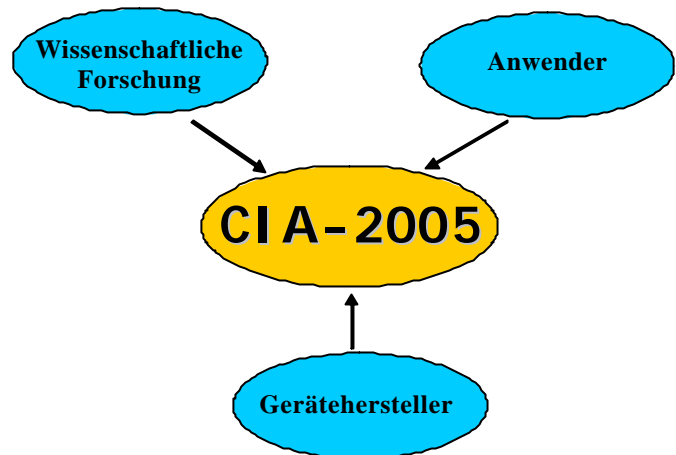 Wissenschaftliche
Forschung
Anwender
CIA-2005
Gerätehersteller